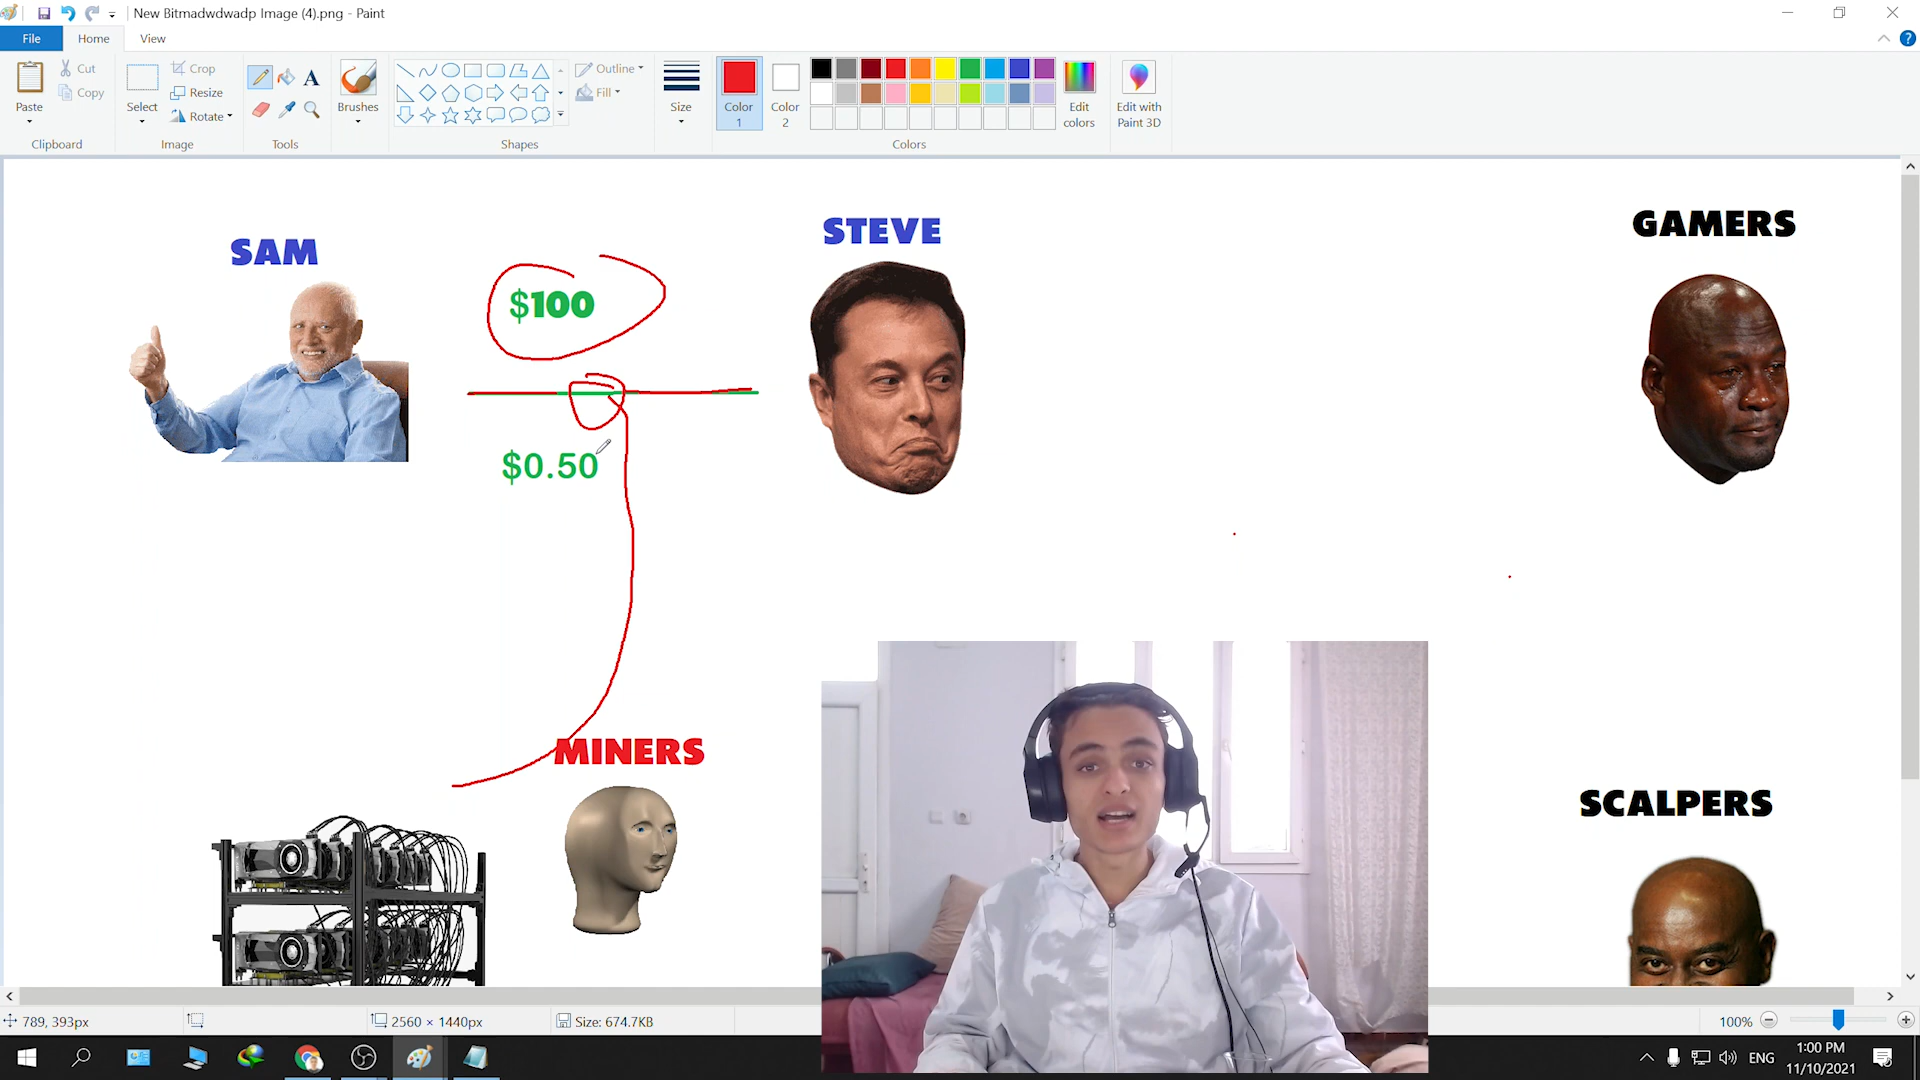 New Bitmadwdwadp Image (4).png - Paint
File
Home
View
Paste
Cut
Copy
Clipboard
Select
Crop
Resize
Rotate
Image
Tools
Brushes
Shapes
Outline
Fill
Size
Color
1
Color
2
Edit
colors
Colors
Edit with
Paint 3D
SAM
STEVE
GAMERS
$100
$0.50
MINERS
SCALPERS
789, 393px
2560 × 1440px
Size: 674.7KB
100%
ENG
1:00 PM
11/10/2021